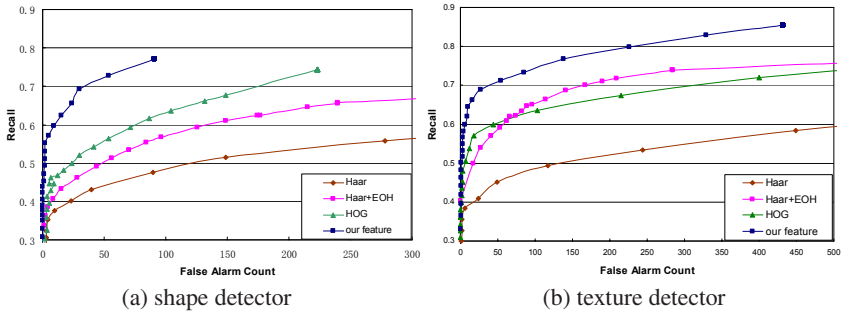 0.9
0.8
0.7
0.6
0.5
0.4
0.3
Recall
0 50 100 150 200 250 300
False Alarm Count
Haar
Haar+EOH
HOG
our feature
(a) shape detector
0.9
0.8
0.7
0.6
0.5
0.4
0.3
Recall
0 50 100 150 200 250 300 350 400 450 500
False Alarm Count
Haar
Haar+EOH
HOG
our feature
(b) texture detector